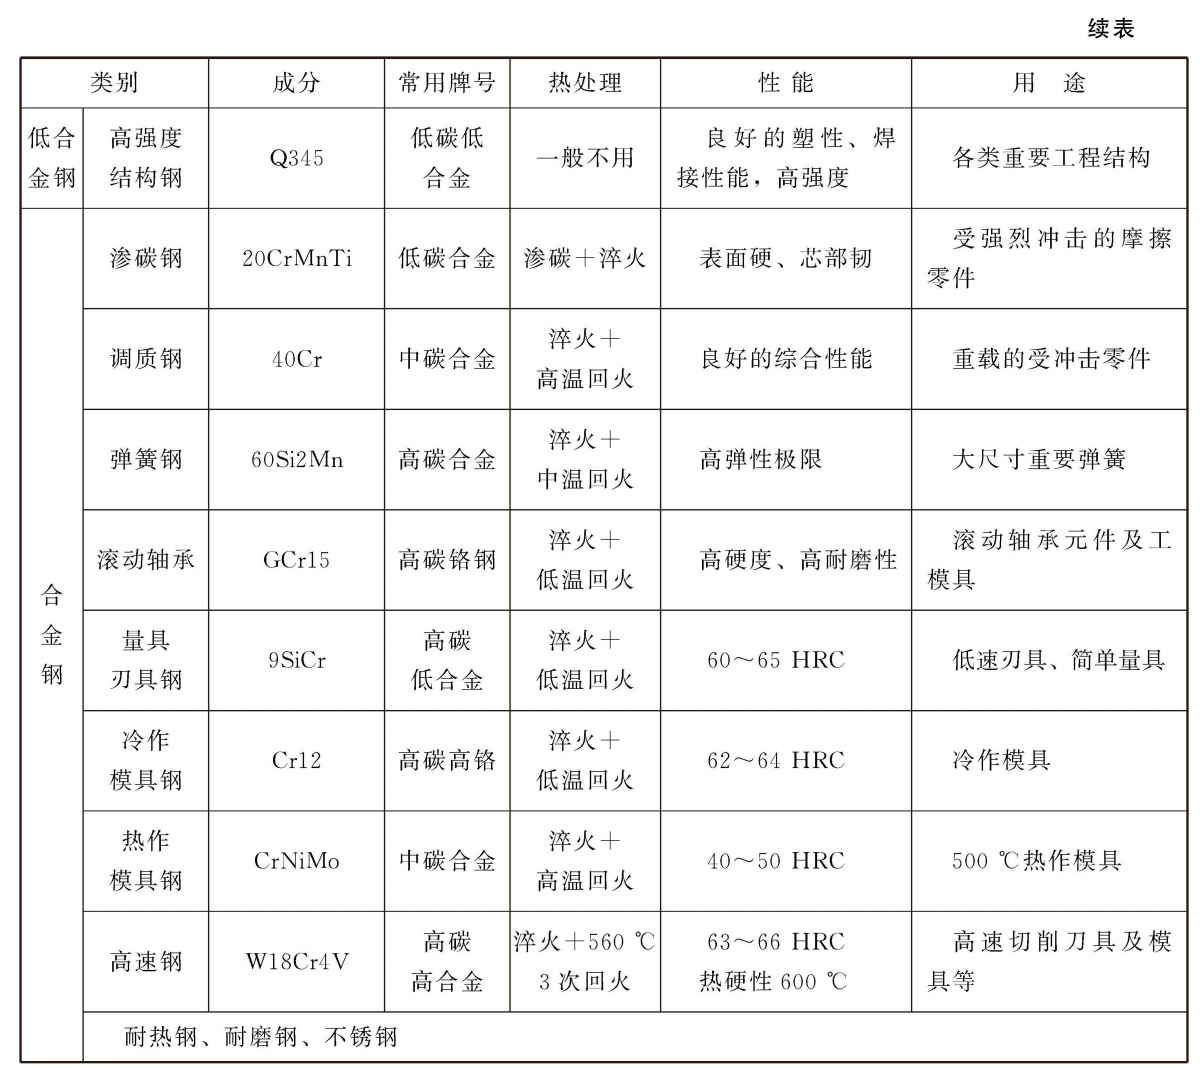 续表
类别 成分 常用牌号 热处理 性 能 用 途
低合
金钢
高强度
结构钢
Q345
低碳低
合金
一般不用
良好的塑性、焊
接性能，高强度
各类重要工程结构
合
金
钢
渗碳钢
20CrMnTi
低碳合金
渗碳＋淬火
表面硬、芯部韧
受强烈冲击的摩擦
零件
调质钢
40Cr
中碳合金
淬火＋
高温回火
良好的综合性能
重载的受冲击零件
弹簧钢
60Si2Mn
高碳合金
淬火＋
中温回火
高弹性极限
大尺寸重要弹簧
滚动轴承
GCr15
高碳铬钢
淬火＋
低温回火
高硬度、高耐磨性
滚动轴承元件及工
模具
量具
刃具钢
9SiCr
高碳
低合金
淬火＋
低温回火
60～65 HRC
低速刃具、简单量具
冷作
模具钢
Cr12
高碳高铬
淬火＋
低温回火
62～64 HRC
冷作模具
热作
模具钢
CrNiMo
中碳合金
淬火＋
高温回火
40～50 HRC
500 ℃热作模具
高速钢
W18Cr4V
高碳
高合金
淬火＋560 ℃
3 次回火
63～66 HRC
热硬性 600 ℃
高速切削刀具及模
具等
耐热钢、耐磨钢、不锈钢